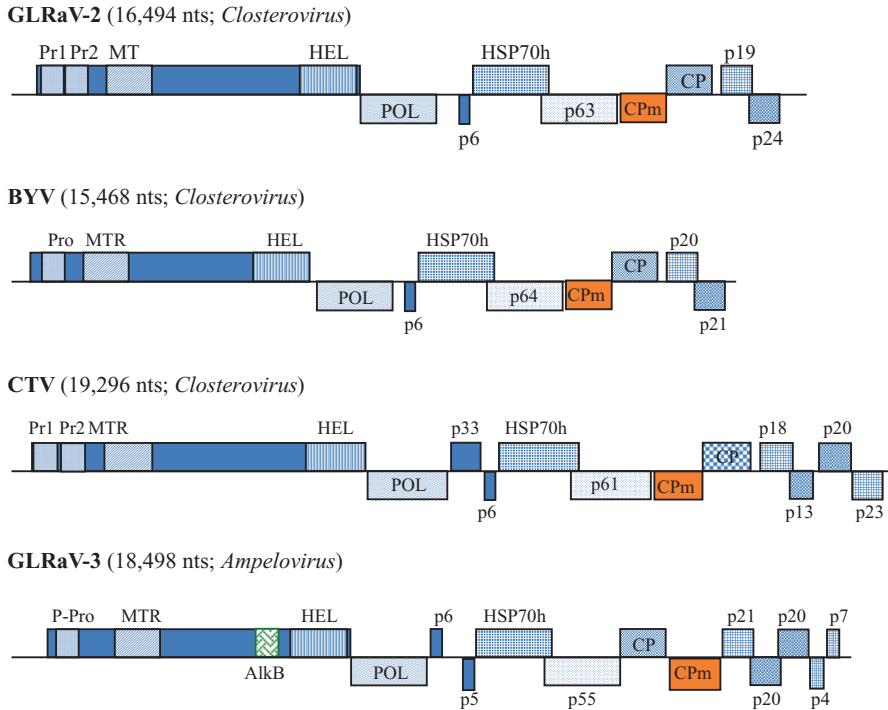 GLRaV-2 (16,494 nts; Closterovirus)
Pr1 Pr2 MT HEL HSP70h CP p19
POL p6 p63 CPm p24
BYV (15,468 nts; Closterovirus)
Pro MTR HEL HSP70h CP p20
POL p6 p64 CPm p21
CTV (19,296 nts; Closterovirus)
Pr1 Pr2 MTR HEL p33 HSP70h CP p18 p20
POL p6 p61 CPm p13 p23
GLRaV-3 (18,498 nts; Ampelovirus)
P-Pro MTR HEL p6 HSP70h CP p21 p20 p7
AlkB POL p5 p55 CPm p20 p4